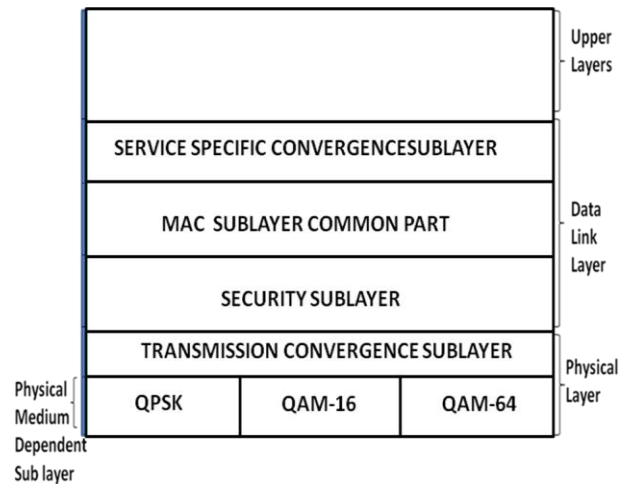 Upper
Layers
SERVICE SPECIFIC CONVERGENCESUBLAYER
MAC SUBLAYER COMMON PART
Data
Link
Layer
SECURITY SUBLAYER
TRANSMISSION CONVERGENCE SUBLAYER
Physical
Layer
Physical
Medium
Dependent
Sub layer
QPSK
QAM-16
QAM-64